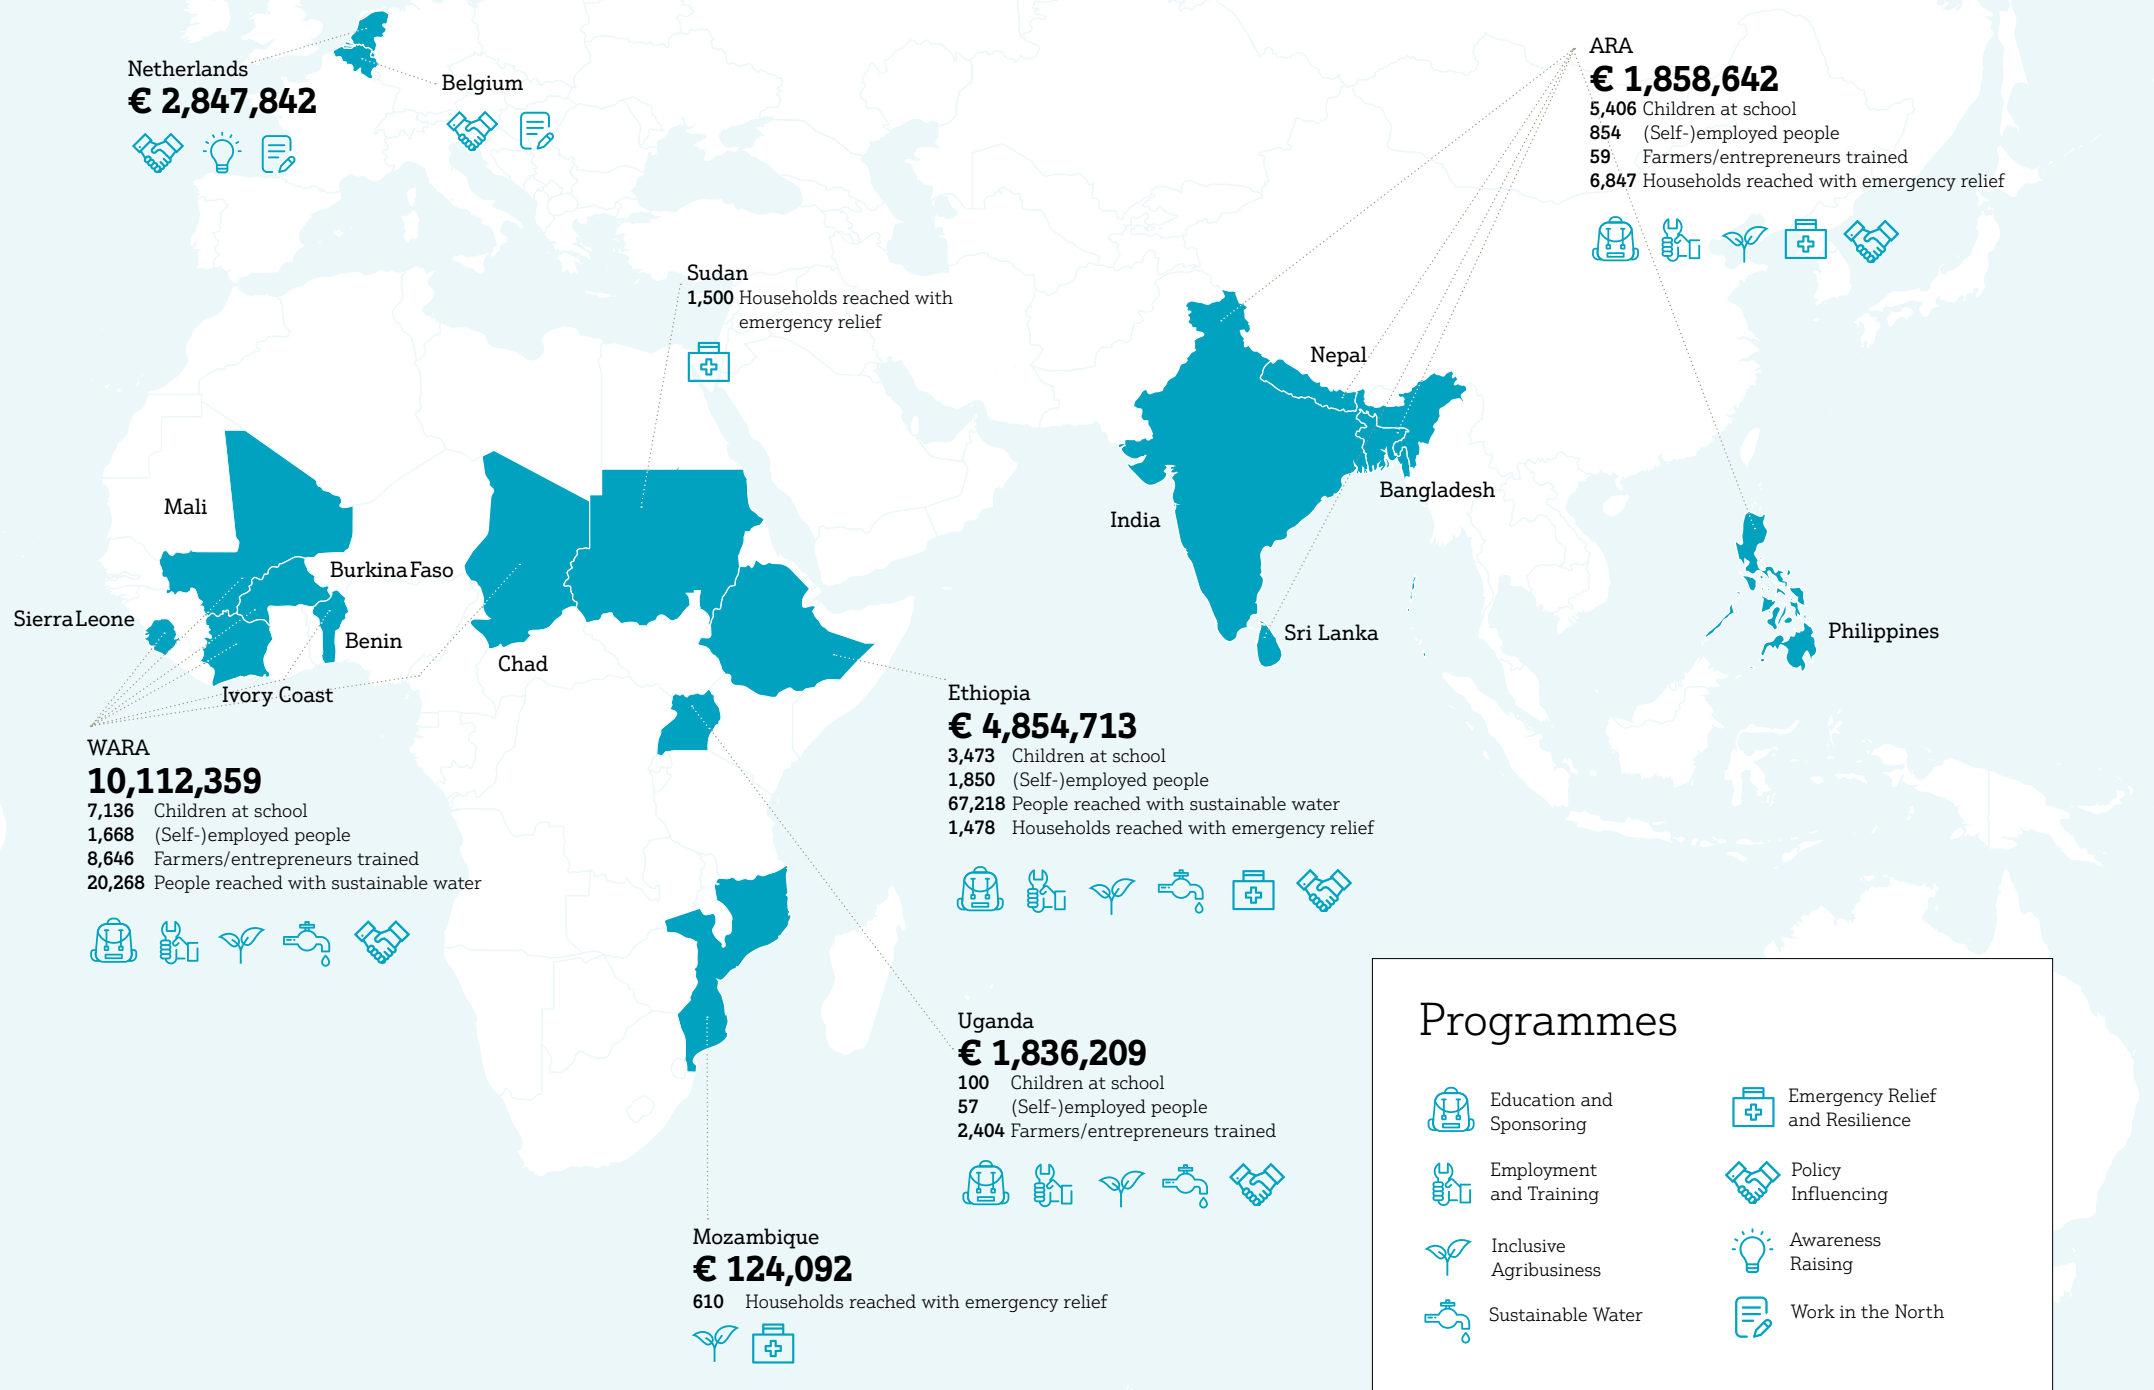 Netherlands
€ 2,847,842
Belgium
ARA
€ 1,858,642
5,406 Children at school
854 (Self-)employed people
59 Farmers/entrepreneurs trained
6,847 Households reached with emergency relief
Sudan
1,500 Households reached with
emergency relief
Nepal
Bangladesh
India
Sri Lanka
Philippines
Mali
Burkina Faso
Sierra Leone
Benin
Chad
Ivory Coast
WARA
10,112,359
7,136 Children at school
1,668 (Self-)employed people
8,646 Farmers/entrepreneurs trained
20,268 People reached with sustainable water
Ethiopia
€ 4,854,713
3,473 Children at school
1,850 (Self-)employed people
67,218 People reached with sustainable water
1,478 Households reached with emergency relief
Uganda
€ 1,836,209
100 Children at school
57 (Self-)employed people
2,404 Farmers/entrepreneurs trained
Mozambique
€ 124,092
610 Households reached with emergency relief
Programmes
Education and
Sponsoring
Employment
and Training
Inclusive
Agribusiness
Sustainable Water
Emergency Relief
and Resilience
Policy
Influencing
Awareness
Raising
Work in the North